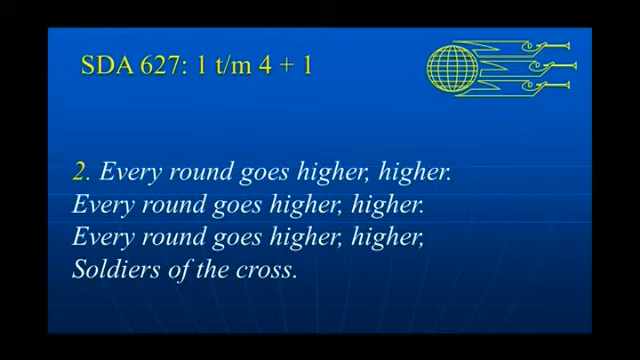 SDA 627: 1 t/m 4 + 1
2. Every round goes higher, higher.
Every round goes higher, higher.
Every round goes higher, higher,
Soldiers of the cross.